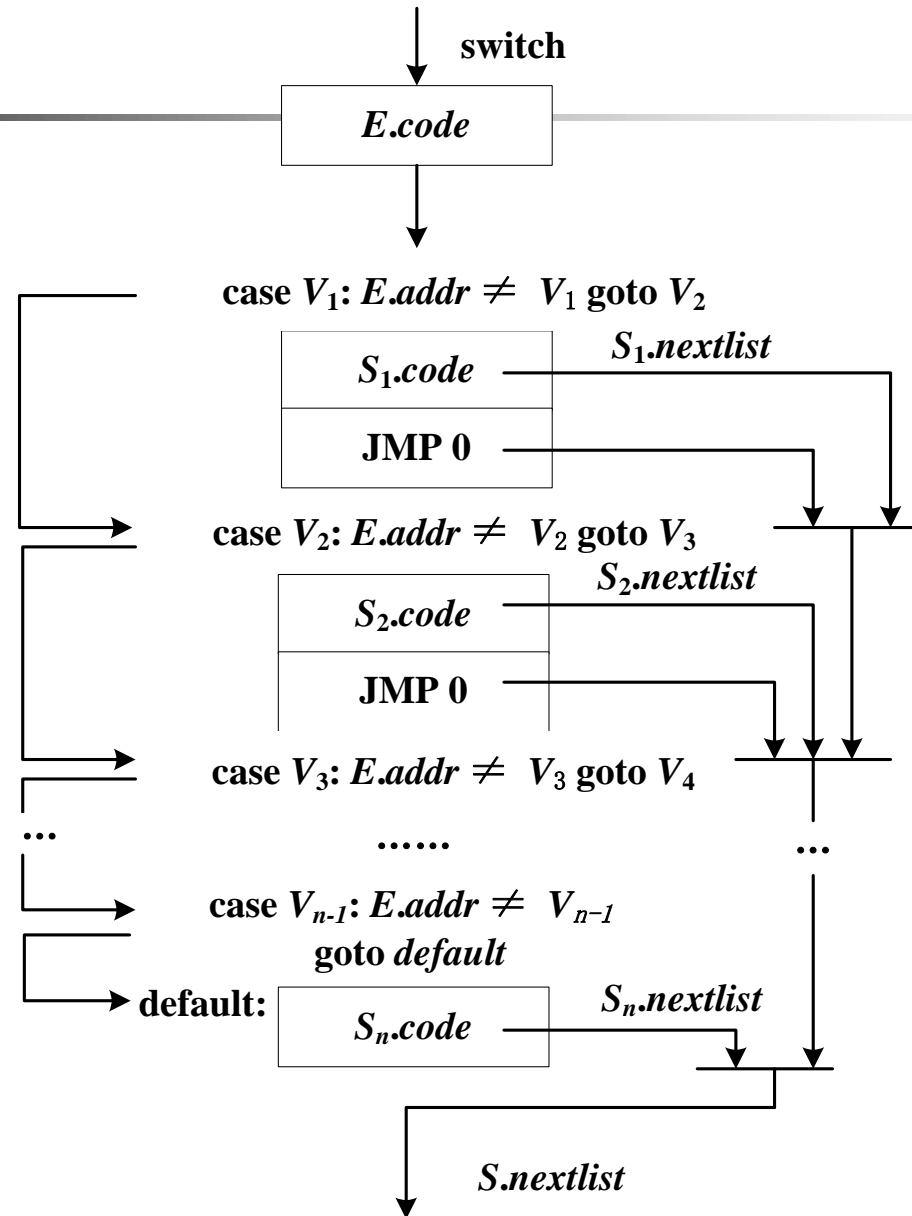 switch
E.code
case V₁: E.addr ≠ V₁ goto V₂
S₁.nextlist
S₁.code
JMP 0
case V₂: E.addr ≠ V₂ goto V₃
S₂.nextlist
S₂.code
JMP 0
case V₃: E.addr ≠ V₃ goto V₄
...
......
...
case Vₙ₋₁: E.addr ≠ Vₙ₋₁
goto default
default:
Sₙ.nextlist
Sₙ.code
S.nextlist